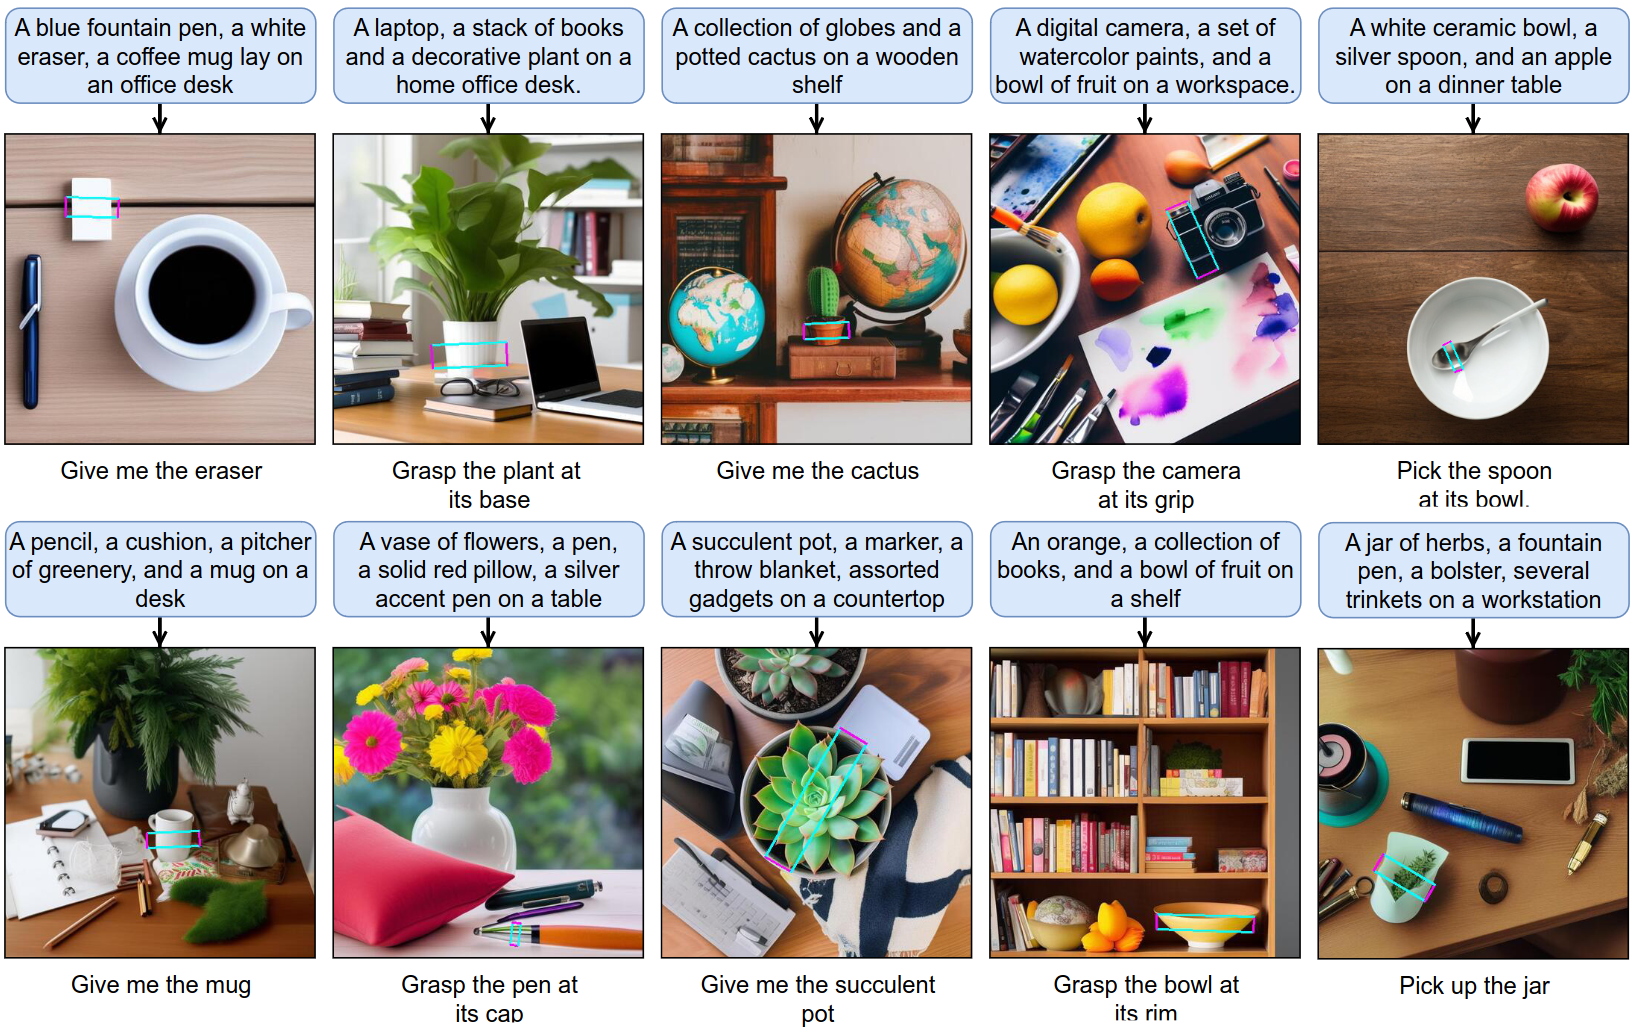 A blue fountain pen, a white
eraser, a coffee mug lay on
an office desk
A laptop, a stack of books
and a decorative plant on a
home office desk.
A collection of globes and a
potted cactus on a wooden
shelf
A digital camera, a set of
watercolor paints, and a
bowl of fruit on a workspace.
A white ceramic bowl, a
silver spoon, and an apple
on a dinner table
Give me the eraser
Grasp the plant at
its base
Give me the cactus
Grasp the camera
at its grip
Pick the spoon
at its bowl.
A pencil, a cushion, a pitcher
of greenery, and a mug on a
desk
A vase of flowers, a pen,
a solid red pillow, a silver
accent pen on a table
A succulent pot, a marker, a
throw blanket, assorted
gadgets on a countertop
An orange, a collection of
books, and a bowl of fruit on
a shelf
A jar of herbs, a fountain
pen, a bolster, several
trinkets on a workstation
Give me the mug
Grasp the pen at
its cap
Give me the succulent
pot
Grasp the bowl at
its rim
Pick up the jar